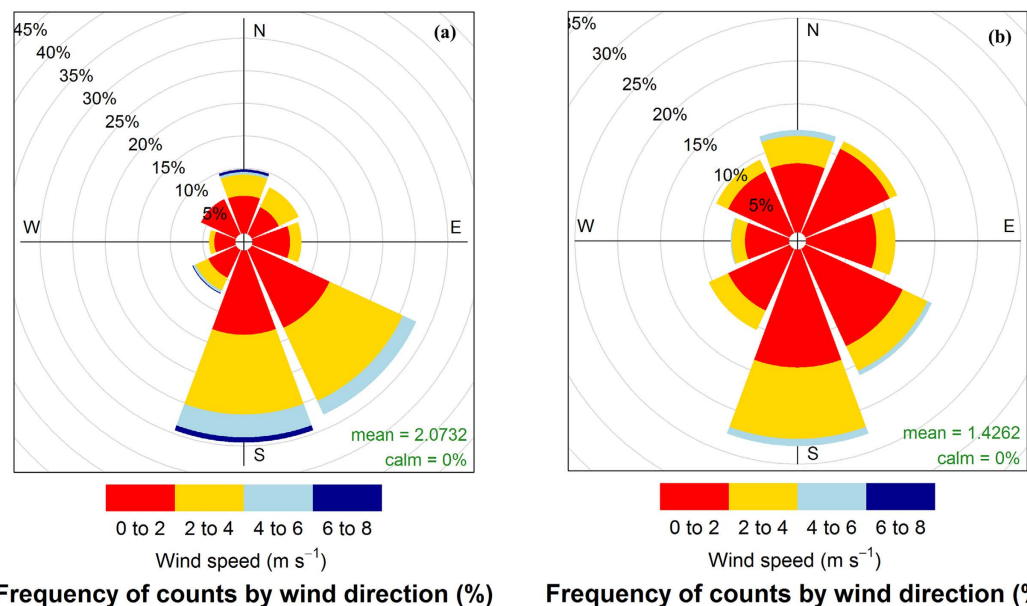 (a)
N
45%
40%
35%
30%
25%
20%
15%
10%
5%
W
E
S
mean = 2.0732
calm = 0%
0 to 2 2 to 4 4 to 6 6 to 8
Wind speed (m s⁻¹)
Frequency of counts by wind direction (%)
(b)
N
35%
30%
25%
20%
15%
10%
5%
W
E
S
mean = 1.4262
calm = 0%
0 to 2 2 to 4 4 to 6 6 to 8
Wind speed (m s⁻¹)
Frequency of counts by wind direction (%